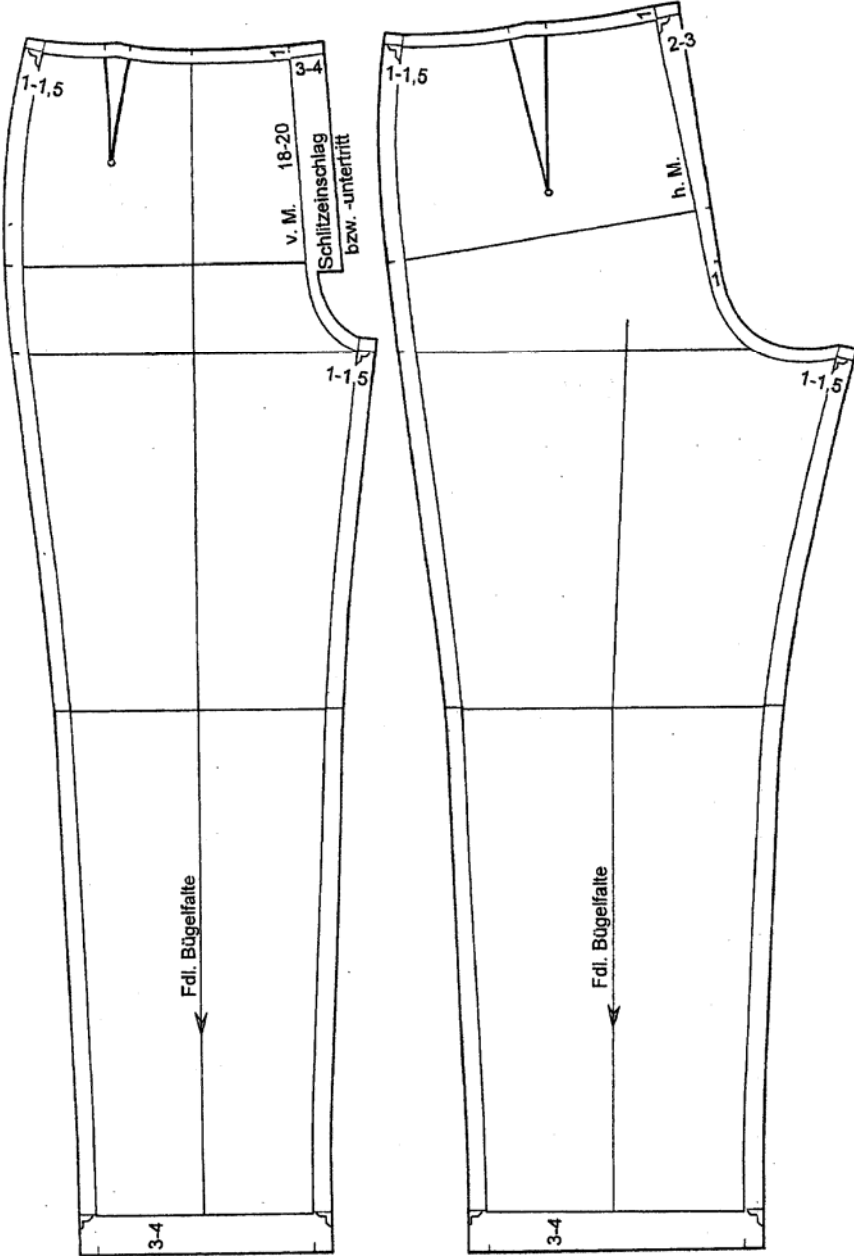 1-1,5
1
3-4
18-20
v. M.
Schlitzeinschlag
bzw. -untertritt
1-1,5
Fdl. Bügelfalte
3-4
1-1,5
1
2-3
h. M.
1
1-1,5
Fdl. Bügelfalte
3-4